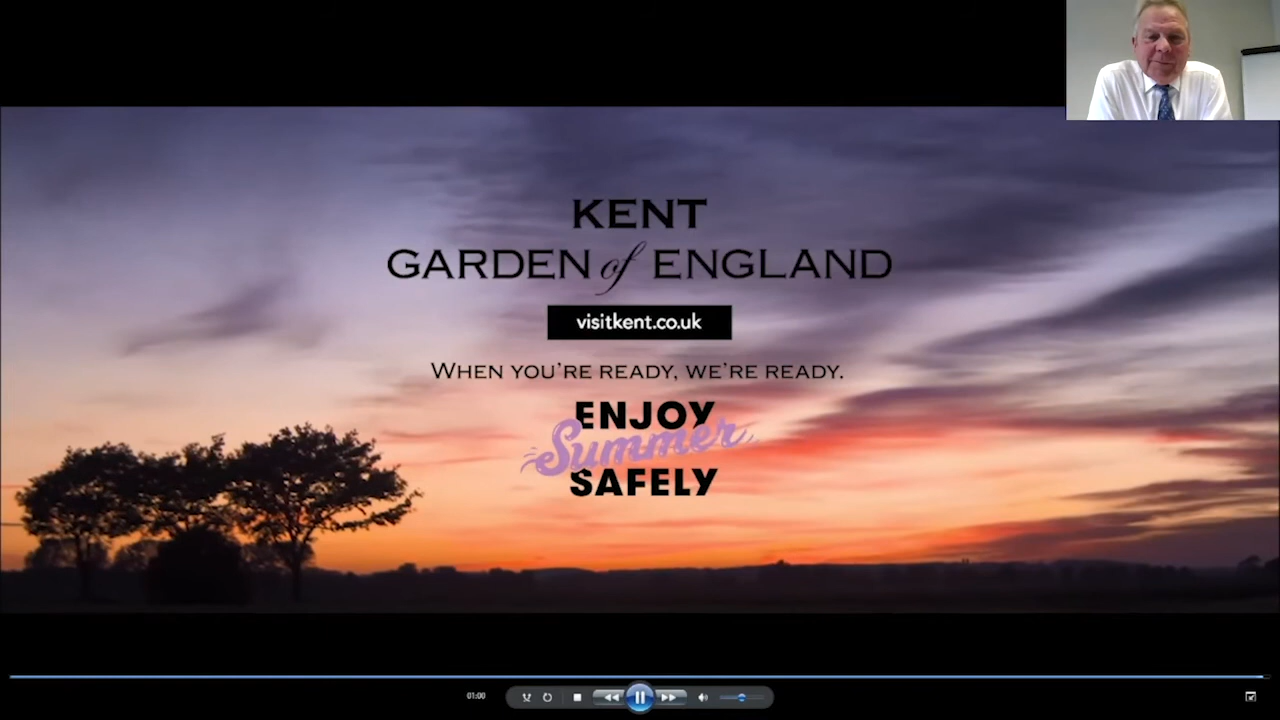 KENT
GARDEN of ENGLAND
visitkent.co.uk
WHEN YOU'RE READY, WE'RE READY.
ENJOY
Summer
SAFELY
01:00